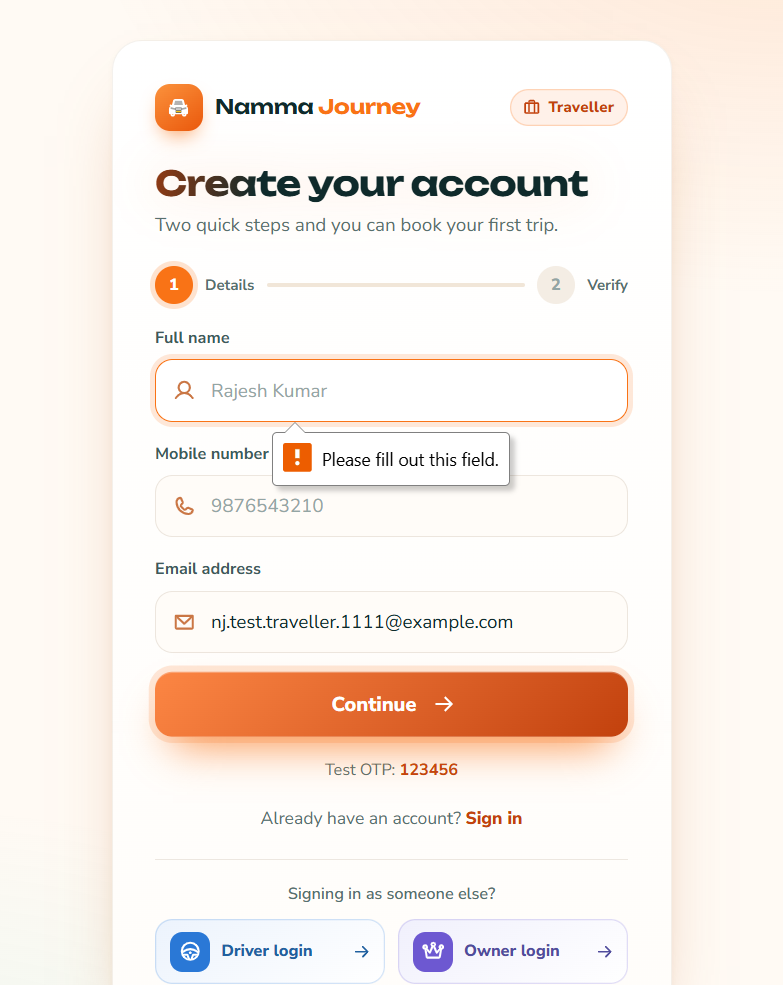 Namma Journey
Traveller
Create your account
Two quick steps and you can book your first trip.
1 Details 2 Verify
Full name
Rajesh Kumar
Mobile number
! Please fill out this field.
9876543210
Email address
nj.test.traveller.1111@example.com
Continue →
Test OTP: 123456
Already have an account? Sign in
Signing in as someone else?
Driver login → Owner login →